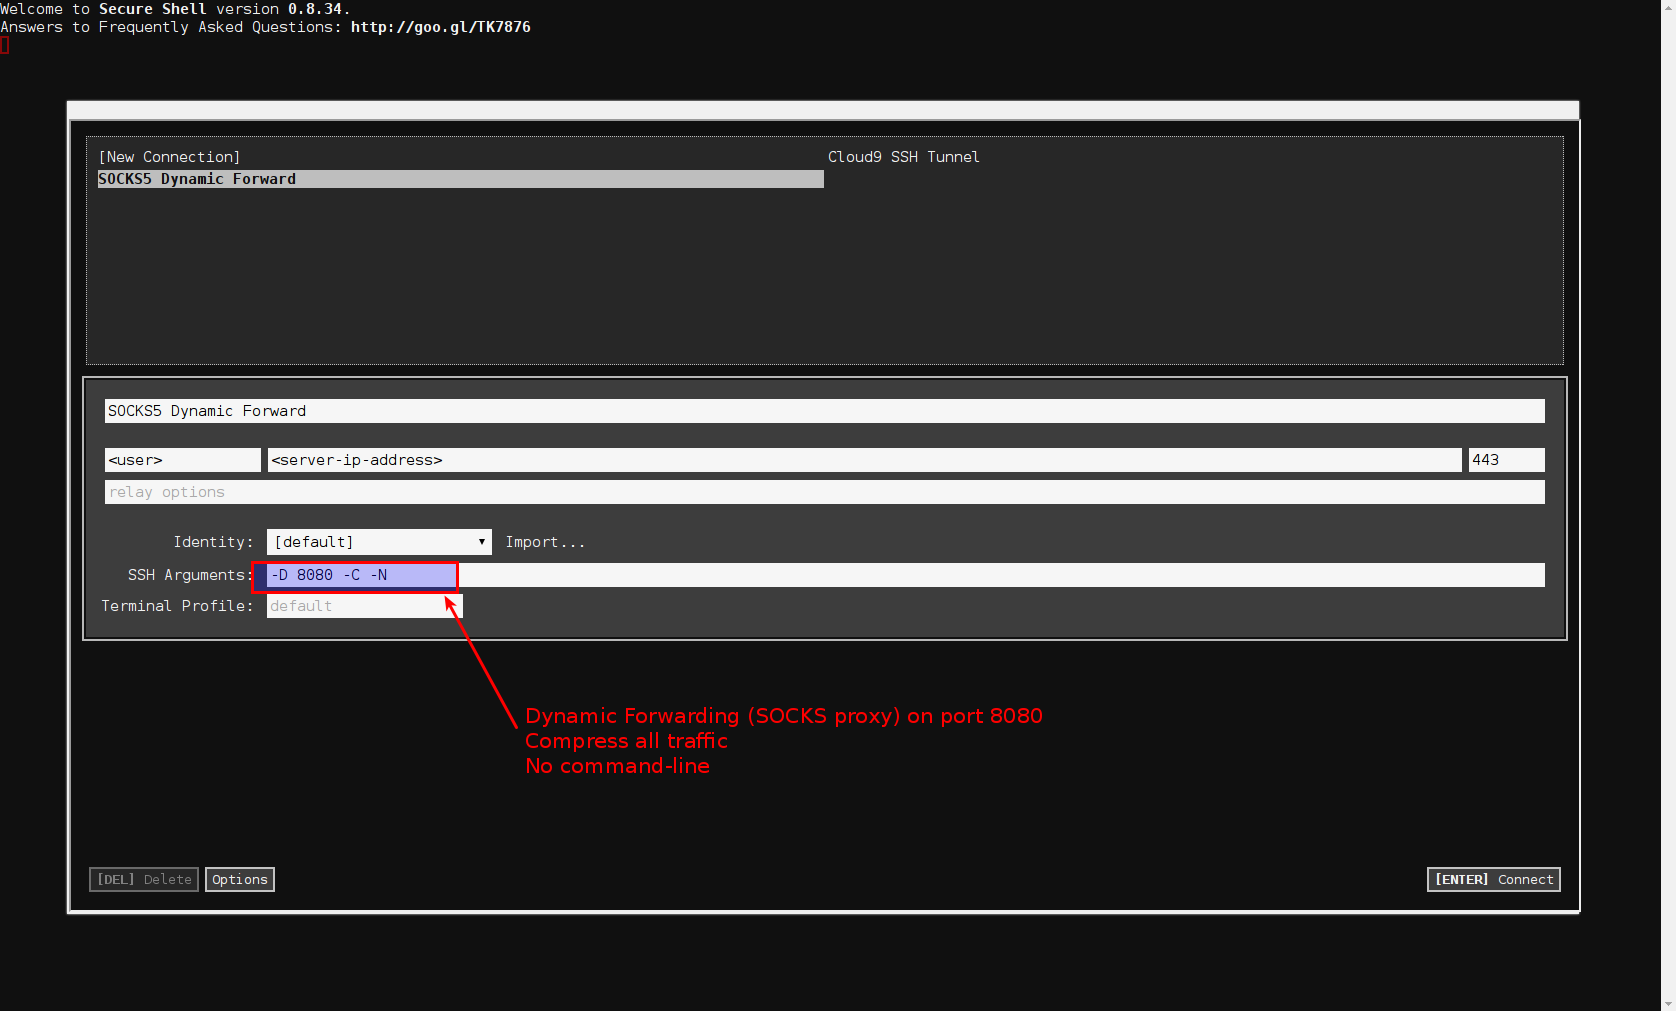 Welcome to Secure Shell version 0.8.34.
Answers to Frequently Asked Questions: http://goo.gl/TK7876
[New Connection]
Cloud9 SSH Tunnel
SOCKS5 Dynamic Forward
SOCKS5 Dynamic Forward
<user>
<server-ip-address>
443
relay options
Identity:
[default]
Import...
SSH Arguments:
-D 8080 -C -N
Terminal Profile:
default
Dynamic Forwarding (SOCKS proxy) on port 8080
Compress all traffic
No command-line
[DEL] Delete
Options
[ENTER] Connect